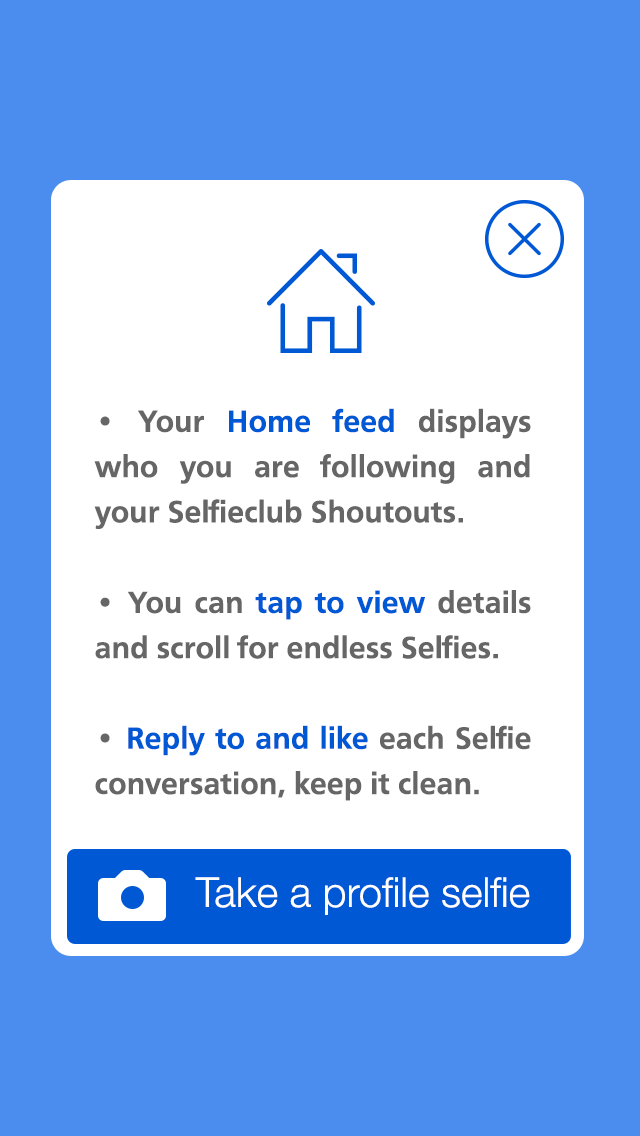 • Your Home feed displays
who you are following and
your Selfieclub Shoutouts.
• You can tap to view details
and scroll for endless Selfies.
• Reply to and like each Selfie
conversation, keep it clean.
Take a profile selfie